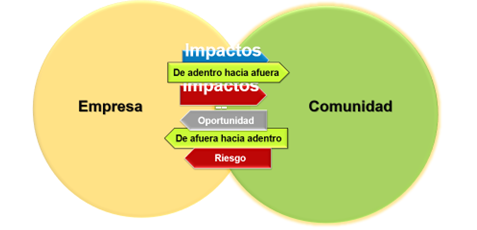 Impactos
De adentro hacia afuera
Impactos
Empresa
Comunidad
Oportunidad
De afuera hacia adentro
Riesgo